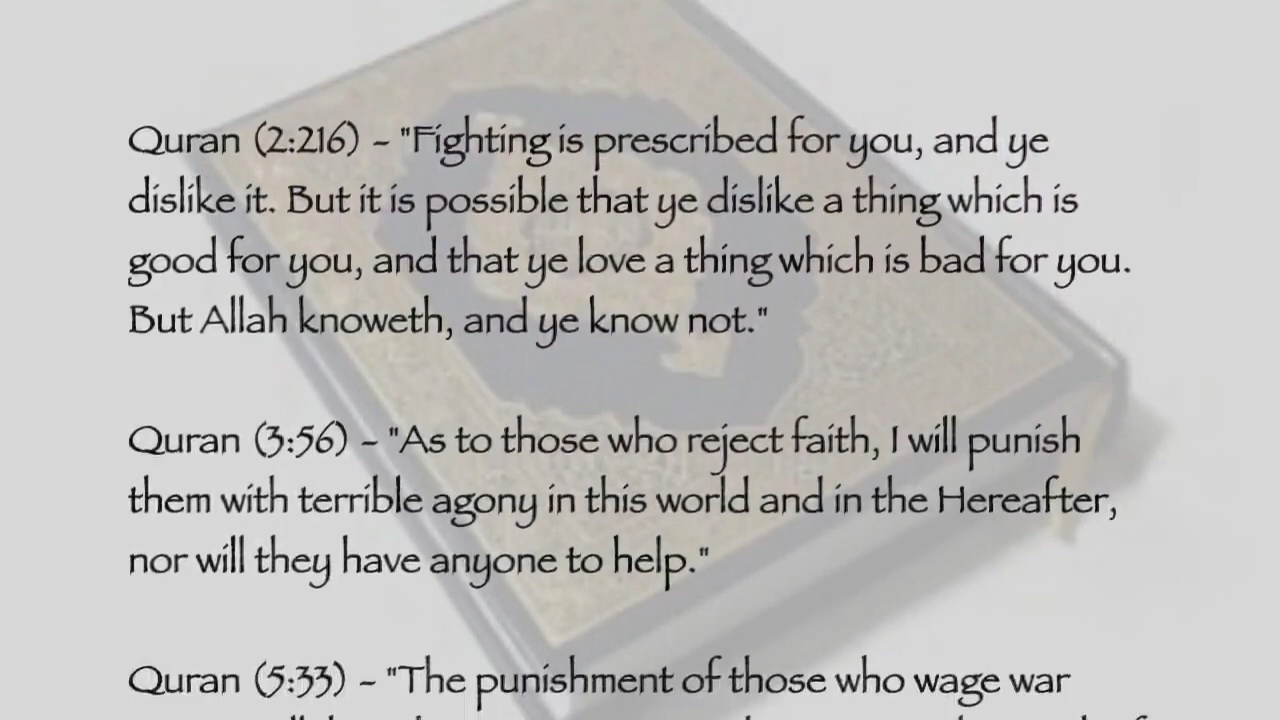 Quran (2:216) - "Fighting is prescribed for you, and ye
dislike it. But it is possible that ye dislike a thing which is
good for you, and that ye love a thing which is bad for you.
But Allah knoweth, and ye know not."
Quran (3:56) - "As to those who reject faith, I will punish
them with terrible agony in this world and in the Hereafter,
nor will they have anyone to help."
Quran (5:33) - "The punishment of those who wage war